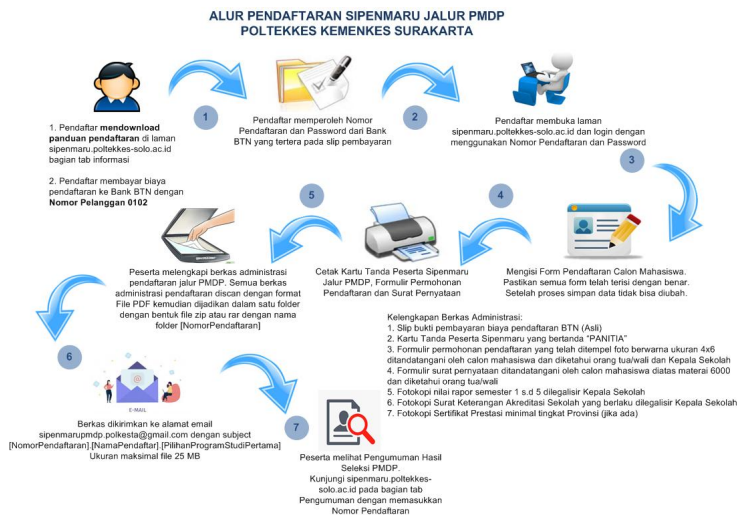 ALUR PENDAFTARAN SIPENMARU JALUR PMDP
POLTEKKES KEMENKES SURAKARTA
1
1. Pendaftar mendownload
panduan pendaftaran di laman
sipenmaru.poltekkes-solo.ac.id
bagian tab informasi
2. Pendaftar membayar biaya
pendaftaran ke Bank BTN dengan
Nomor Pelanggan 0102
Pendaftar memperoleh Nomor
Pendaftaran dan Password dari Bank
BTN yang tertera pada slip pembayaran
2
Pendaftar membuka laman
sipenmaru.poltekkes-solo.ac.id dan login dengan
menggunakan Nomor Pendaftaran dan Password
3
Mengisi Form Pendaftaran Calon Mahasiswa.
Pastikan semua form telah terisi dengan benar.
Setelah proses simpan data tidak bisa diubah.
4
Cetak Kartu Tanda Peserta Sipenmaru
Jalur PMDP, Formulir Permohonan
Pendaftaran dan Surat Pernyataan
5
Peserta melengkapi berkas administrasi
pendaftaran jalur PMDP. Semua berkas
administrasi pendaftaran discan dengan format
File PDF kemudian dijadikan dalam satu folder
dengan bentuk file zip atau rar dengan nama
folder [NomorPendaftaran]
Kelengkapan Berkas Administrasi:
1. Slip bukti pembayaran biaya pendaftaran BTN (Asli)
2. Kartu Tanda Peserta Sipenmaru yang bertanda "PANITIA"
3. Formulir permohonan pendaftaran yang telah ditempel foto berwarna ukuran 4x6
ditandatangani oleh calon mahasiswa dan diketahui orang tua/wali dan Kepala Sekolah
4. Formulir surat pernyataan ditandatangani oleh calon mahasiswa diatas materai 6000
dan diketahui orang tua/wali
5. Fotokopi nilai rapor semester 1 s.d 5 dilegalisir Kepala Sekolah
6. Fotokopi Surat Keterangan Akreditasi Sekolah yang berlaku dilegalisir Kepala Sekolah
7. Fotokopi Sertifikat Prestasi minimal tingkat Provinsi (jika ada)
6
E-MAIL
Berkas dikirimkan ke alamat email
sipenmarupmdp.polkesta@gmail.com dengan subject
[NomorPendaftaran].[NamaPendaftar].[PilihanProgramStudiPertama]
Ukuran maksimal file 25 MB
7
Peserta melihat Pengumuman Hasil
Seleksi PMDP.
Kunjungi sipenmaru.poltekkes-
solo.ac.id pada bagian tab
Pengumuman dengan memasukkan
Nomor Pendaftaran